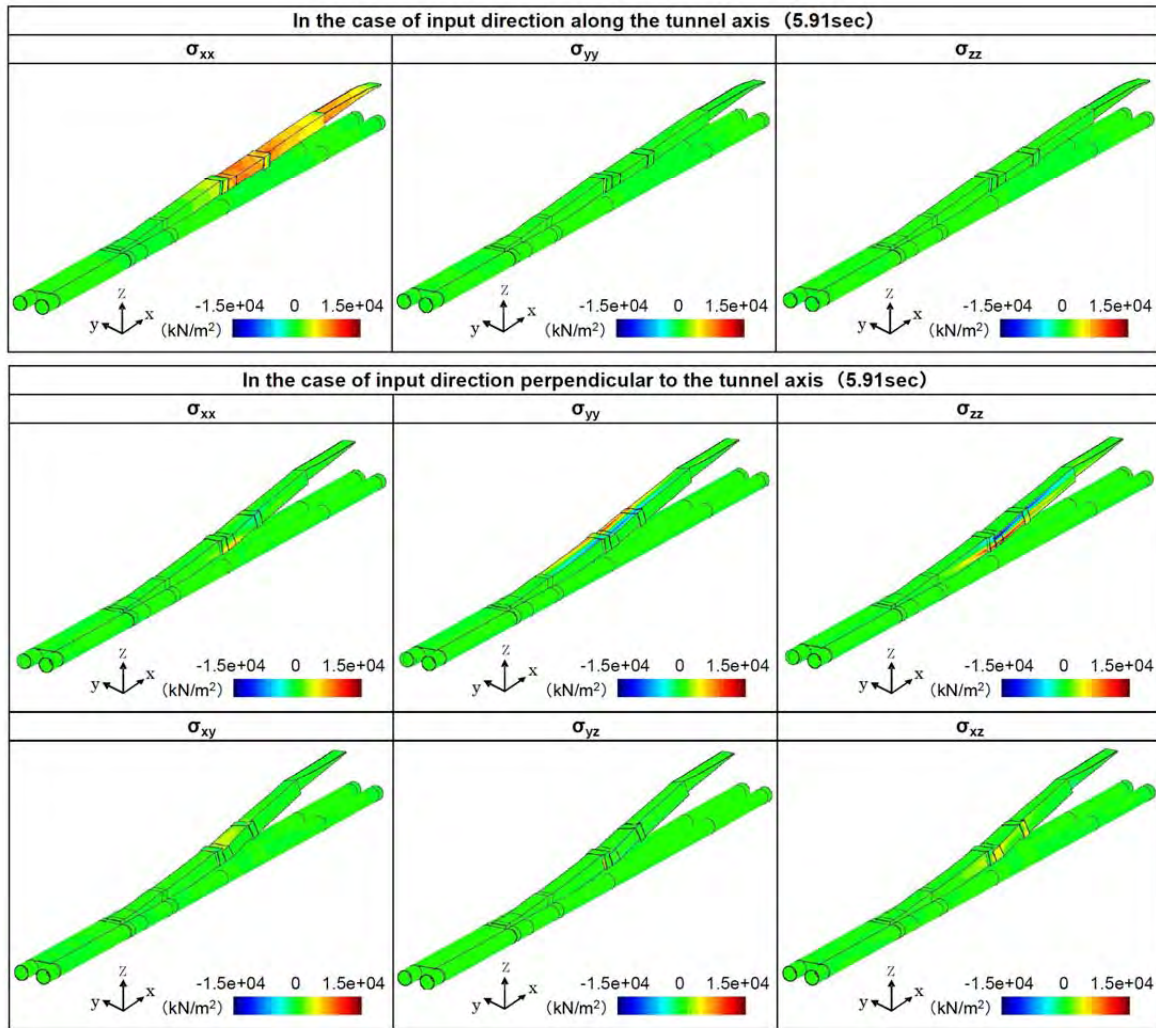 In the case of input direction along the tunnel axis (5.91sec)
σxx σyy σzz
z
y x
-1.5e+04 0 1.5e+04
(kN/m²)
z
y x
-1.5e+04 0 1.5e+04
(kN/m²)
z
y x
-1.5e+04 0 1.5e+04
(kN/m²)
In the case of input direction perpendicular to the tunnel axis (5.91sec)
σxx σyy σzz
z
y x
-1.5e+04 0 1.5e+04
(kN/m²)
z
y x
-1.5e+04 0 1.5e+04
(kN/m²)
z
y x
-1.5e+04 0 1.5e+04
(kN/m²)
σxy σyz σxz
z
y x
-1.5e+04 0 1.5e+04
(kN/m²)
z
y x
-1.5e+04 0 1.5e+04
(kN/m²)
z
y x
-1.5e+04 0 1.5e+04
(kN/m²)